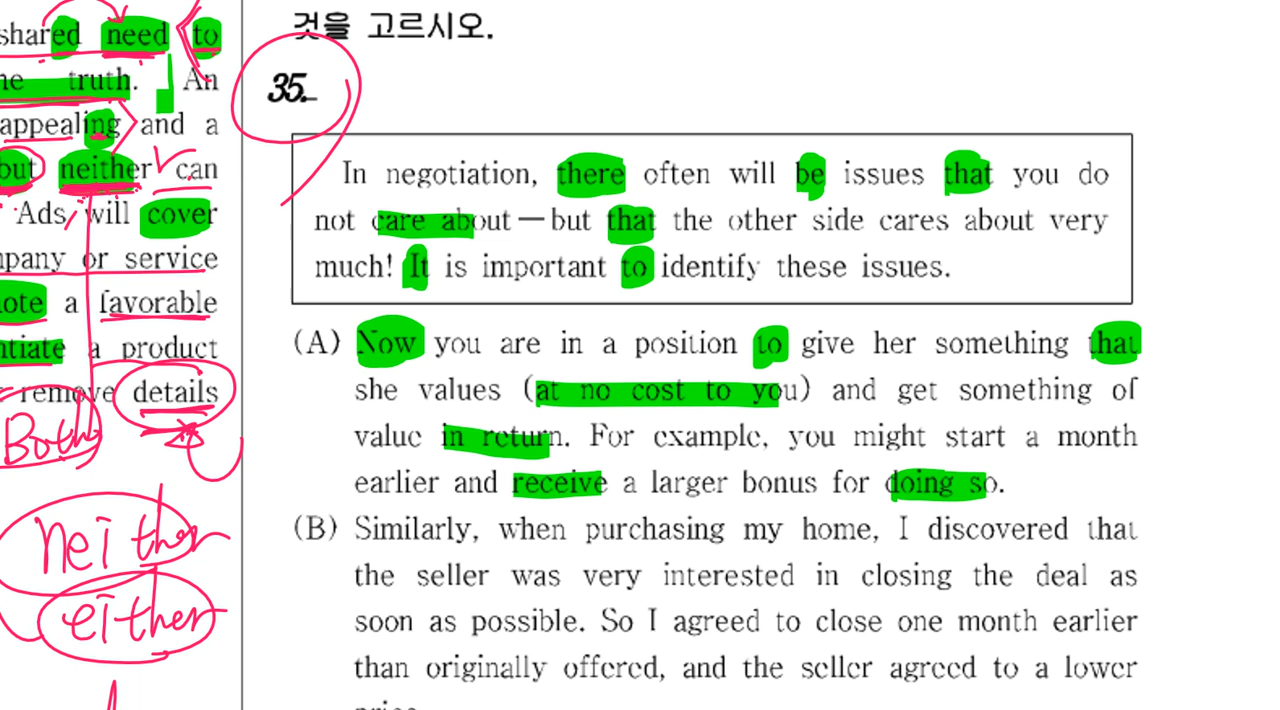 shared need to
he truth. An
appealing and a
but neither can
Ads will cover
mpany or service
note a favorable
ntiate a product
remove details
Both
neither
either
것을 고르시오.
35.
In negotiation, there often will be issues that you do
not care about—but that the other side cares about very
much! It is important to identify these issues.
(A) Now you are in a position to give her something that
she values (at no cost to you) and get something of
value in return. For example, you might start a month
earlier and receive a larger bonus for doing so.
(B) Similarly, when purchasing my home, I discovered that
the seller was very interested in closing the deal as
soon as possible. So I agreed to close one month earlier
than originally offered, and the seller agreed to a lower
price.